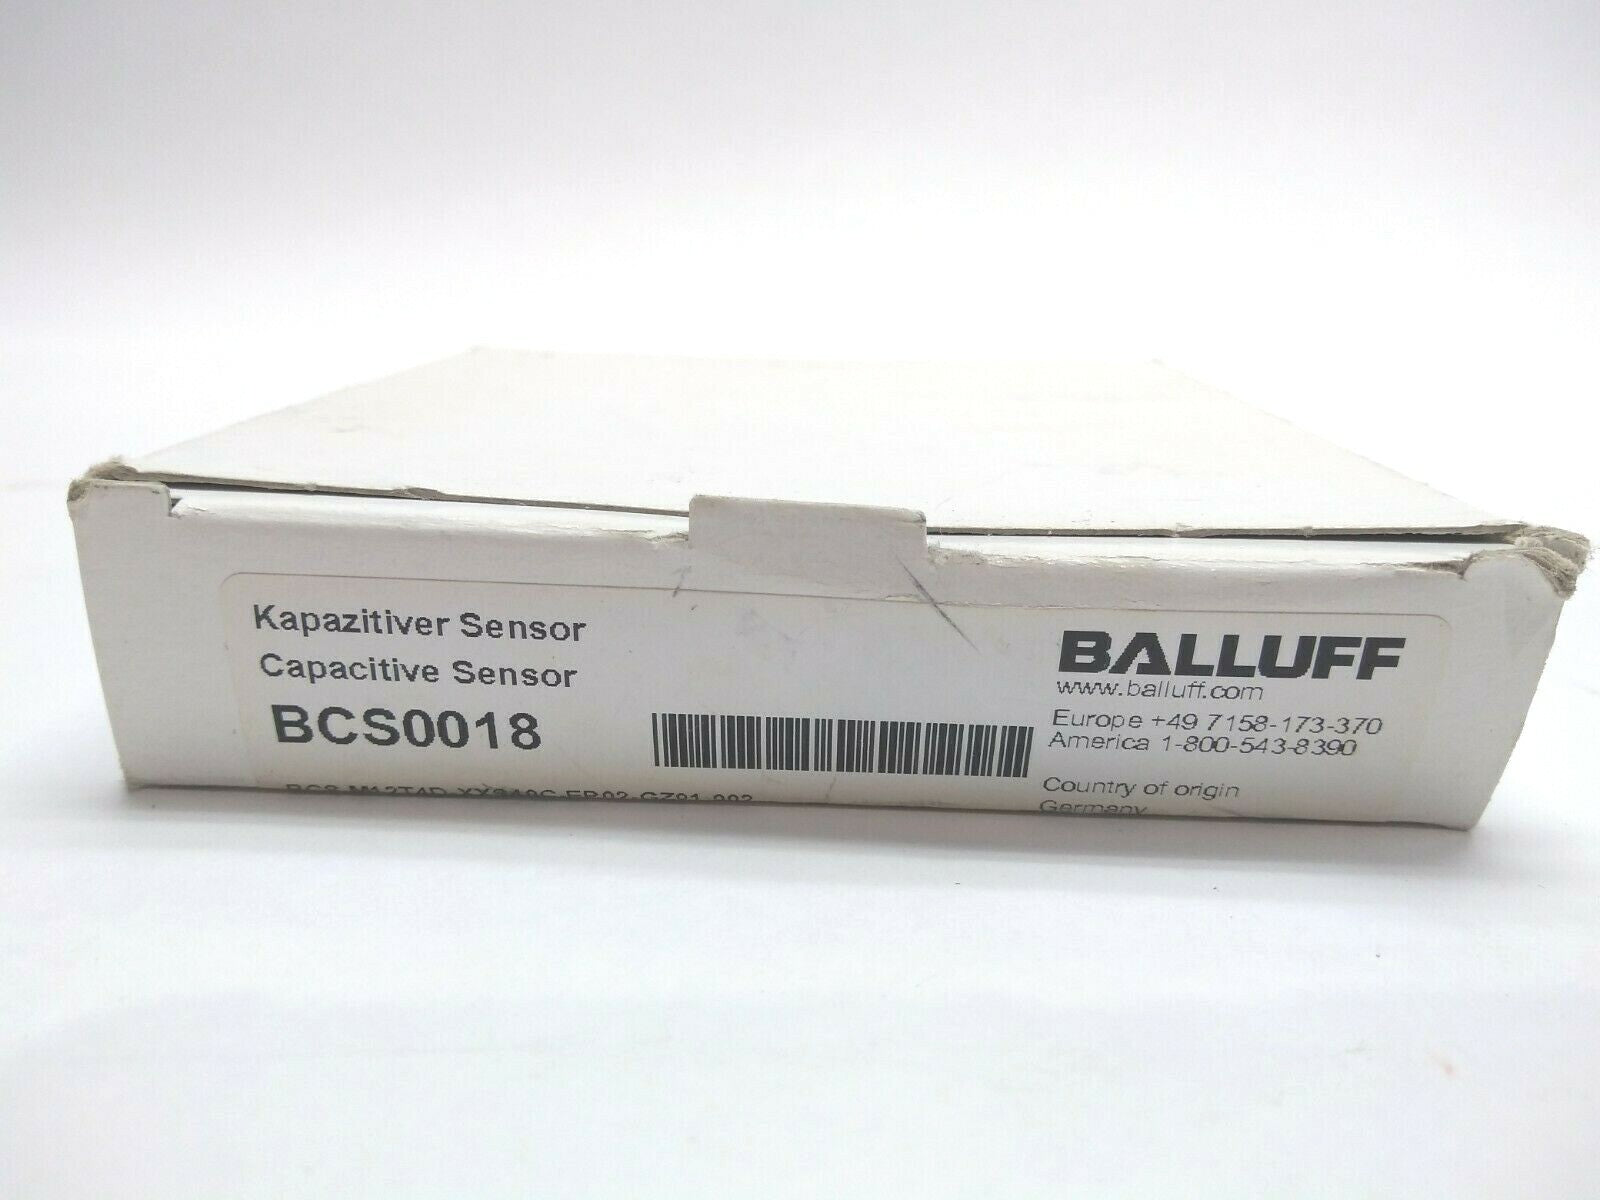 Kapazitiver Sensor
Capacitive Sensor
BCS0018
BALLUFF
www.balluff.com
Europe +49 7158-173-370
America 1-800-543-8390
Country of origin
Germany